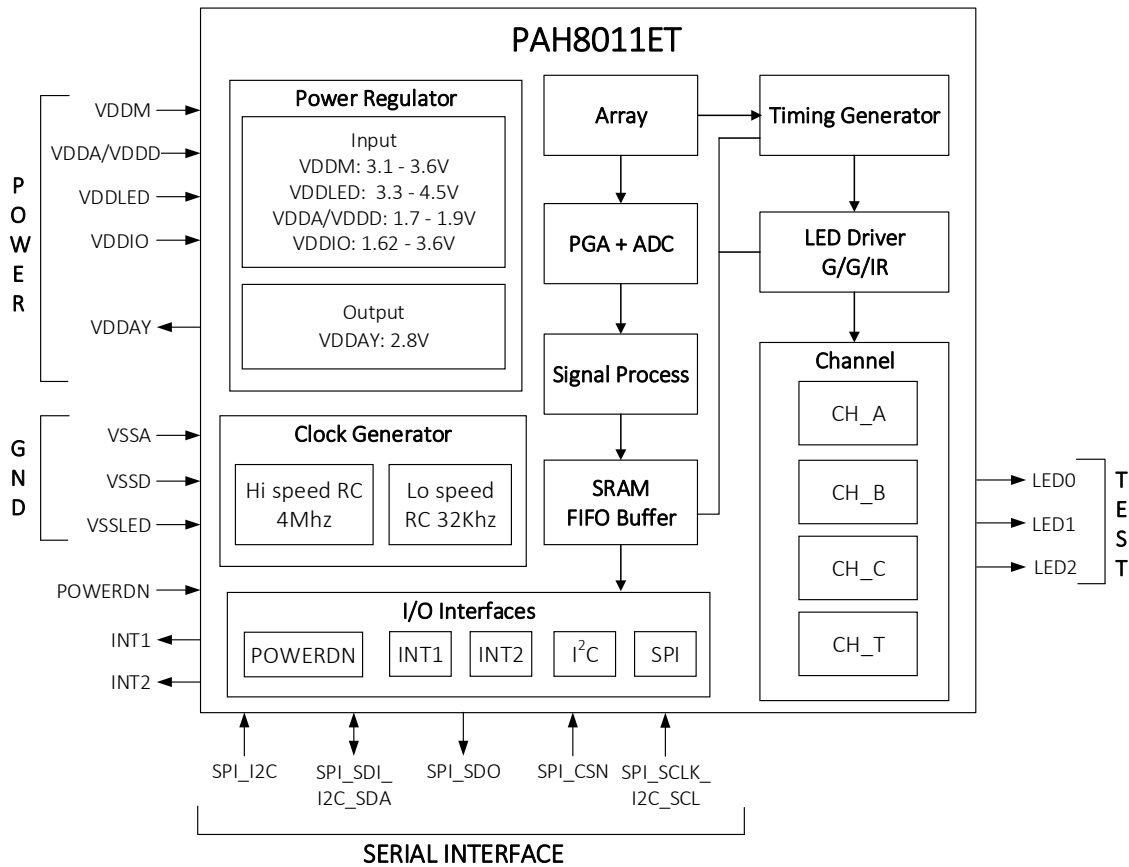 PAH8011ET
POWER
VDDM
VDDA/VDDD
VDDLED
VDDIO
VDDAY
GND
VSSA
VSSD
VSSLED
POWERDN
INT1
INT2
Power Regulator
Input
VDDM: 3.1 - 3.6V
VDDLED: 3.3 - 4.5V
VDDA/VDDD: 1.7 - 1.9V
VDDIO: 1.62 - 3.6V
Output
VDDAY: 2.8V
Clock Generator
Hi speed RC
4Mhz
Lo speed
RC 32Khz
Array
PGA + ADC
Signal Process
SRAM
FIFO Buffer
Timing Generator
LED Driver
G/G/IR
Channel
CH_A
CH_B
CH_C
CH_T
LED0
LED1
LED2
TEST
I/O Interfaces
POWERDN
INT1
INT2
I²C
SPI
SPI_I2C
SPI_SDI_
I2C_SDA
SPI_SDO
SPI_CSN
SPI_SCLK_
I2C_SCL
SERIAL INTERFACE